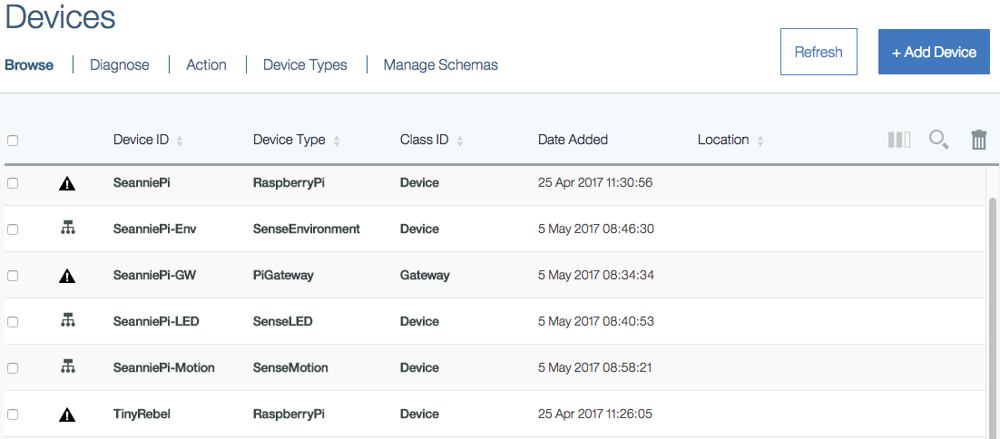 Devices
Browse Diagnose Action Device Types Manage Schemas Refresh + Add Device
Device ID Device Type Class ID Date Added Location
SeanniePi RaspberryPi Device 25 Apr 2017 11:30:56
SeanniePi-Env SenseEnvironment Device 5 May 2017 08:46:30
SeanniePi-GW PiGateway Gateway 5 May 2017 08:34:34
SeanniePi-LED SenseLED Device 5 May 2017 08:40:53
SeanniePi-Motion SenseMotion Device 5 May 2017 08:58:21
TinyRebel RaspberryPi Device 25 Apr 2017 11:26:05